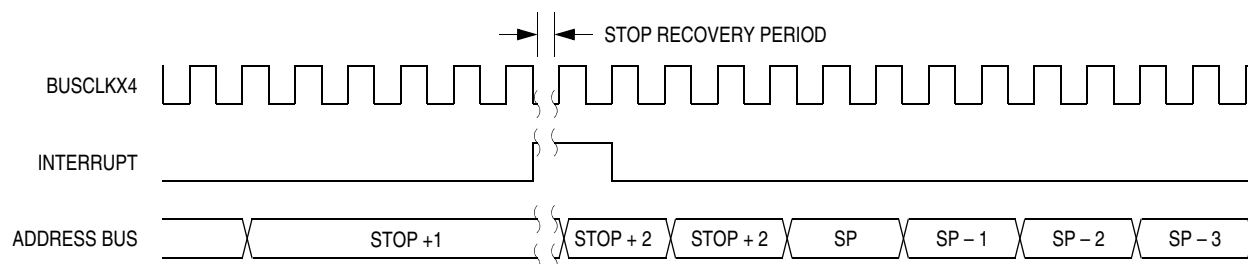 STOP RECOVERY PERIOD
BUSCLKX4
INTERRUPT
ADDRESS BUS STOP +1 STOP + 2 STOP + 2 SP SP – 1 SP – 2 SP – 3